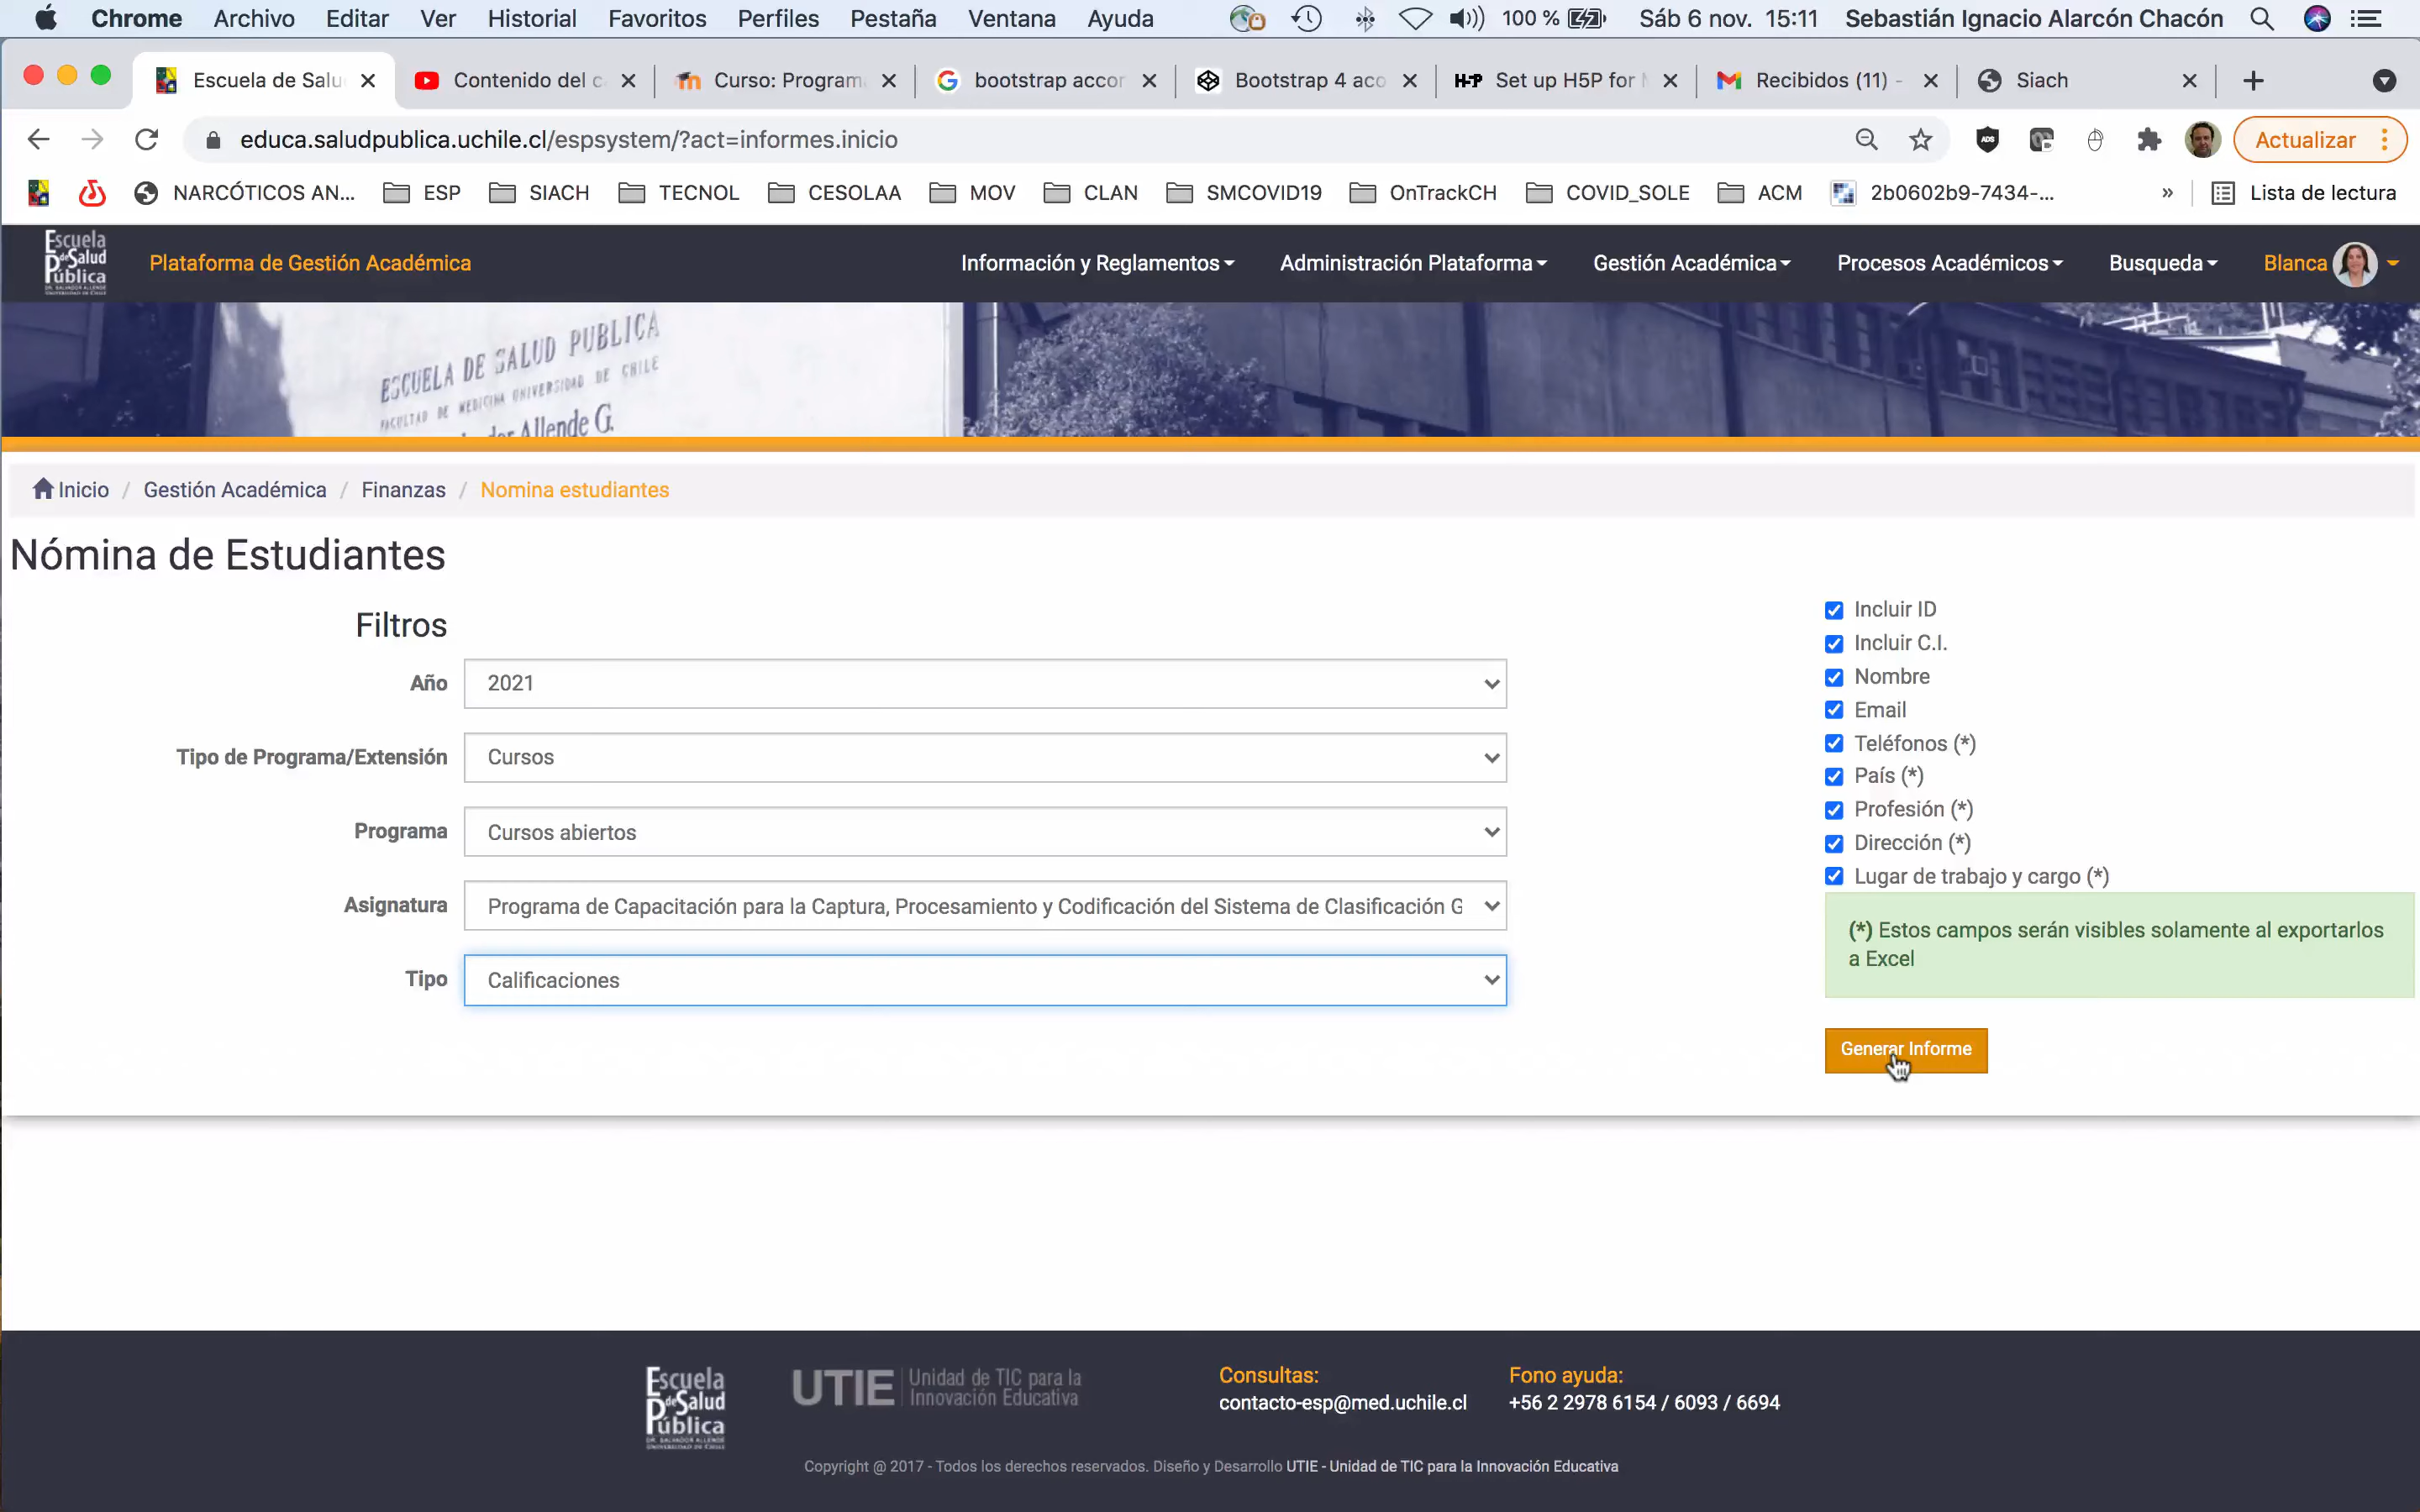 Chrome Archivo Editar Ver Historial Favoritos Perfiles Pestaña Ventana Ayuda 100 % Sáb 6 nov. 15:11 Sebastián Ignacio Alarcón Chacón
Escuela de Salu Contenido del c Curso: Program bootstrap accor Bootstrap 4 aco H-P Set up H5P for Recibidos (11) - Siach
educa.saludpublica.uchile.cl/espsystem/?act=informes.inicio Actualizar
NARCÓTICOS AN... ESP SIACH TECNOL CESOLAA MOV CLAN SMCOVID19 OnTrackCH COVID_SOLE ACM 2b0602b9-7434-... » Lista de lectura
Escuela de Salud Pública
Plataforma de Gestión Académica Información y Reglamentos Administración Plataforma Gestión Académica Procesos Académicos Busqueda Blanca
ESCUELA DE SALUD PUBLICA
FACULTAD DE MEDICINA UNIVERSIDAD DE CHILE
Allende G.
Inicio / Gestión Académica / Finanzas / Nomina estudiantes
Nómina de Estudiantes
Filtros
Año 2021
Tipo de Programa/Extensión Cursos
Programa Cursos abiertos
Asignatura Programa de Capacitación para la Captura, Procesamiento y Codificación del Sistema de Clasificación G
Tipo Calificaciones
Incluir ID
Incluir C.I.
Nombre
Email
Teléfonos (*)
País (*)
Profesión (*)
Dirección (*)
Lugar de trabajo y cargo (*)
(*) Estos campos serán visibles solamente al exportarlos
a Excel
Generar Informe
Escuela de Salud Pública
UTIE Unidad de TIC para la
Innovación Educativa
Consultas:
contacto-esp@med.uchile.cl
Fono ayuda:
+56 2 2978 6154 / 6093 / 6694
Copyright @ 2017 - Todos los derechos reservados. Diseño y Desarrollo UTIE - Unidad de TIC para la Innovación Educativa